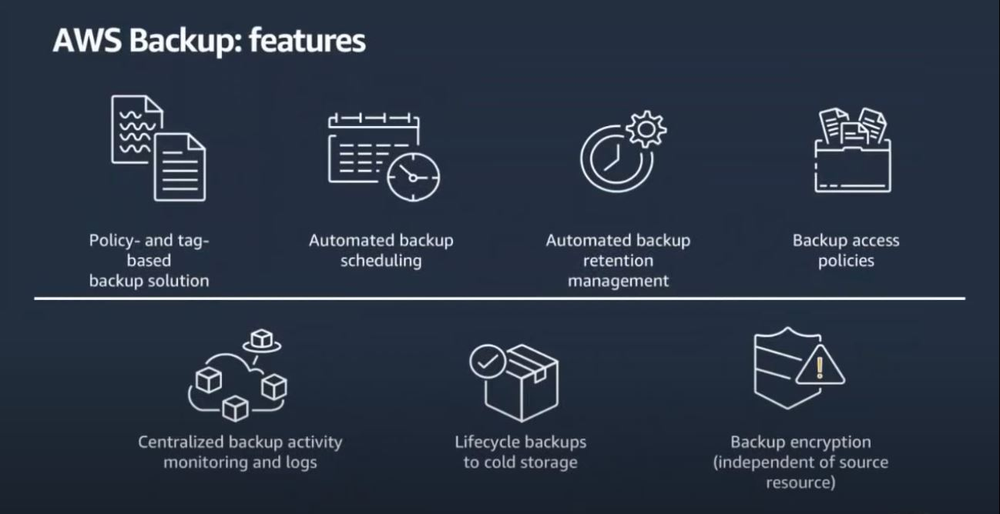 AWS Backup: features
Policy- and tag-
based
backup solution
Automated backup
scheduling
Automated backup
retention
management
Backup access
policies
Centralized backup activity
monitoring and logs
Lifecycle backups
to cold storage
Backup encryption
(independent of source
resource)